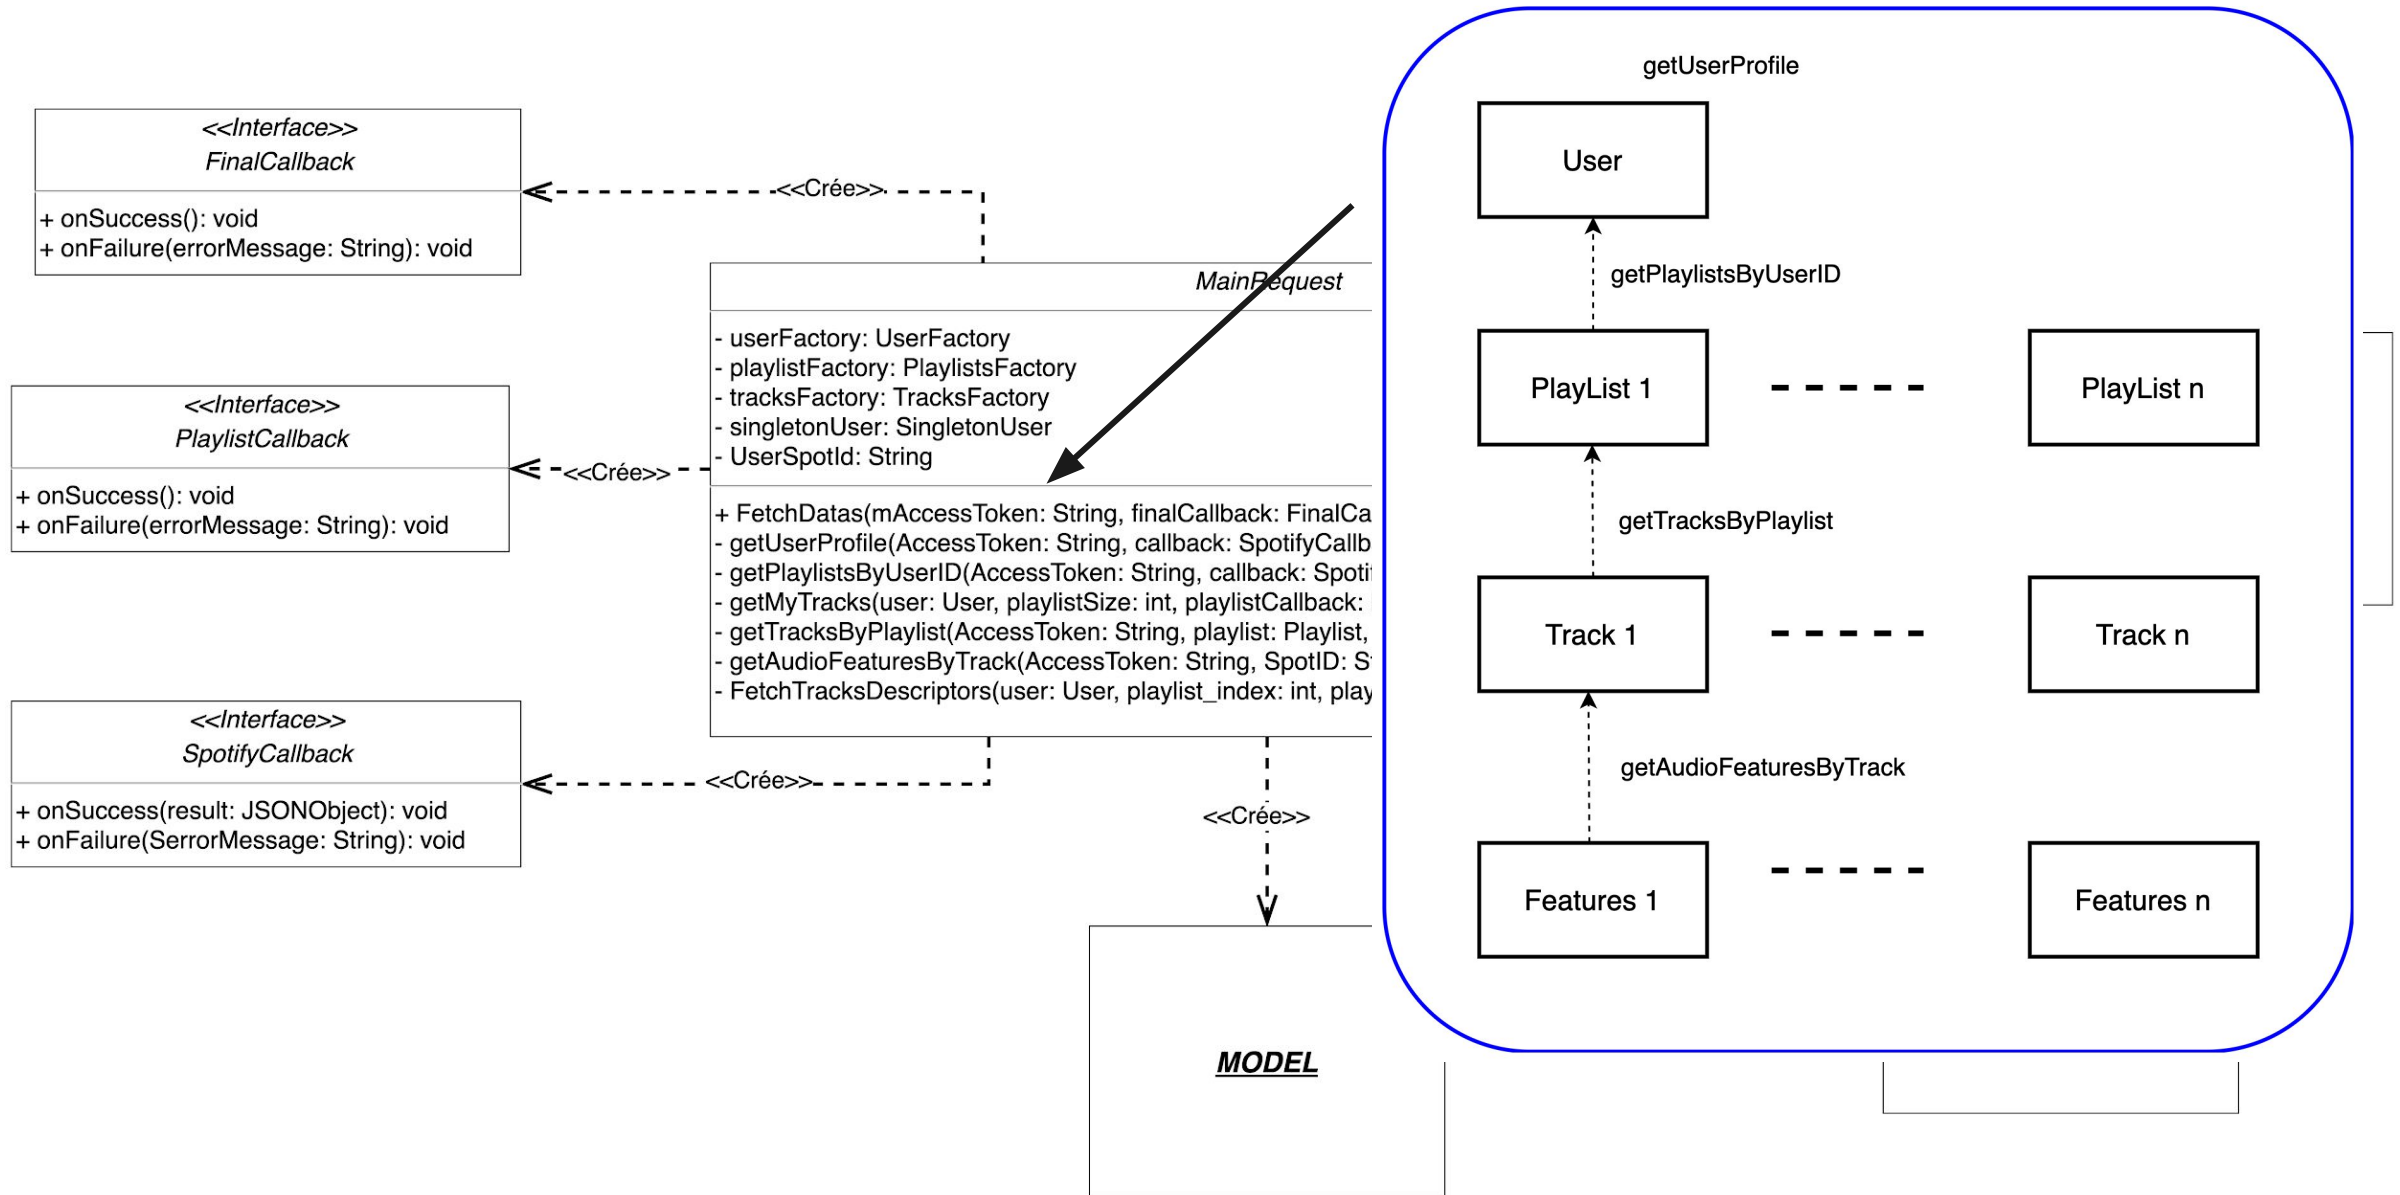 <<Interface>>
FinalCallback
+ onSuccess(): void
+ onFailure(errorMessage: String): void
<<Crée>>
<<Interface>>
PlaylistCallback
+ onSuccess(): void
+ onFailure(errorMessage: String): void
<<Crée>>
<<Interface>>
SpotifyCallback
+ onSuccess(result: JSONObject): void
+ onFailure(SerrorMessage: String): void
<<Crée>>
MainRequest
- userFactory: UserFactory
- playlistFactory: PlaylistsFactory
- tracksFactory: TracksFactory
- singletonUser: SingletonUser
- UserSpotId: String
+ FetchDatas(mAccessToken: String, finalCallback: FinalCa
- getUserProfile(AccessToken: String, callback: SpotifyCallb
- getPlaylistsByUserID(AccessToken: String, callback: Spotif
- getMyTracks(user: User, playlistSize: int, playlistCallback:
- getTracksByPlaylist(AccessToken: String, playlist: Playlist,
- getAudioFeaturesByTrack(AccessToken: String, SpotID: St
- FetchTracksDescriptors(user: User, playlist_index: int, play
<<Crée>>
MODEL
getUserProfile
User
getPlaylistsByUserID
PlayList 1
PlayList n
getTracksByPlaylist
Track 1
Track n
getAudioFeaturesByTrack
Features 1
Features n